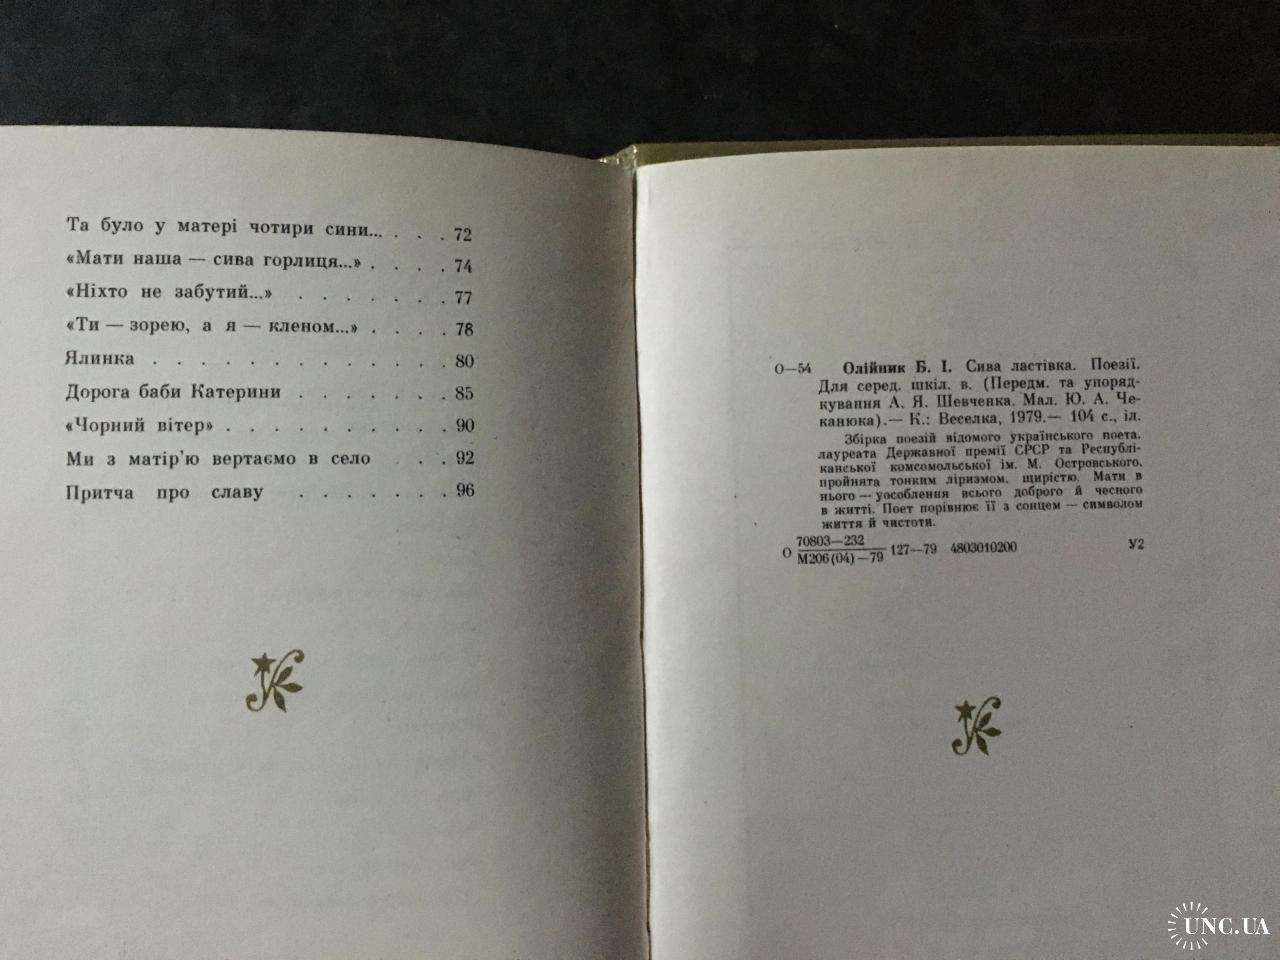 Та було у матері чотири сини... . . . 72
«Мати наша — сива горлиця...» . . . . 74
«Ніхто не забутий...» . . . . . . . 77
«Ти — зорею, а я — кленом...» . . . . 78
Ялинка . . . . . . . . . . . . 80
Дорога баби Катерини . . . . . . . 85
«Чорний вітер» . . . . . . . . . . 90
Ми з матір'ю вертаємо в село . . . 92
Притча про славу . . . . . . . 96
О—54 Олійник Б. І. Сива ластівка. Поезії.
Для серед. шкіл. в. (Передм. та упоряд-
кування А. Я. Шевченка. Мал. Ю. А. Че-
канюка).— К.: Веселка, 1979.— 104 с., іл.
Збірка поезій відомого українського поета,
лауреата Державної премії СРСР та Республі-
канської комсомольської ім. М. Островського,
пройнята тонким ліризмом, щирістю. Мати в
нього — уособлення всього доброго й чесного
в житті. Поет порівнює її з сонцем — символом
життя й чистоти.
О 70803—232
М206(04)—79 127—79 4803010200 У2
UNC.UA